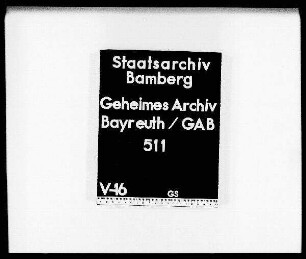 Staatsarchiv
Bamberg
Geheimes Archiv
Bayreuth / GAB
511
V-16 GS